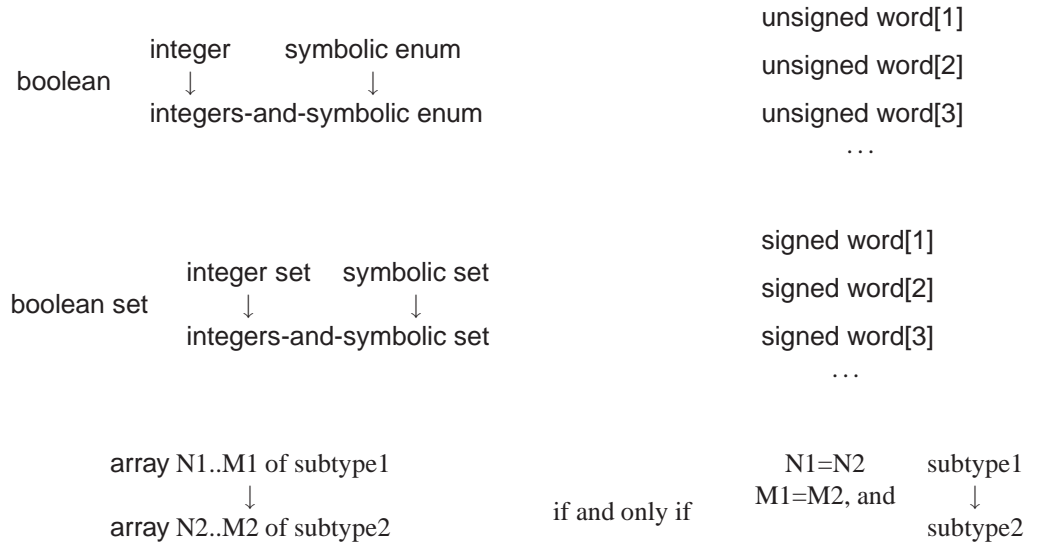 unsigned word[1]
integer symbolic enum
boolean ↓ ↓ unsigned word[2]
integers-and-symbolic enum unsigned word[3]
...
signed word[1]
integer set symbolic set
boolean set ↓ ↓ signed word[2]
integers-and-symbolic set signed word[3]
...
array N1..M1 of subtype1 N1=N2 subtype1
↓ if and only if M1=M2, and ↓
array N2..M2 of subtype2 subtype2